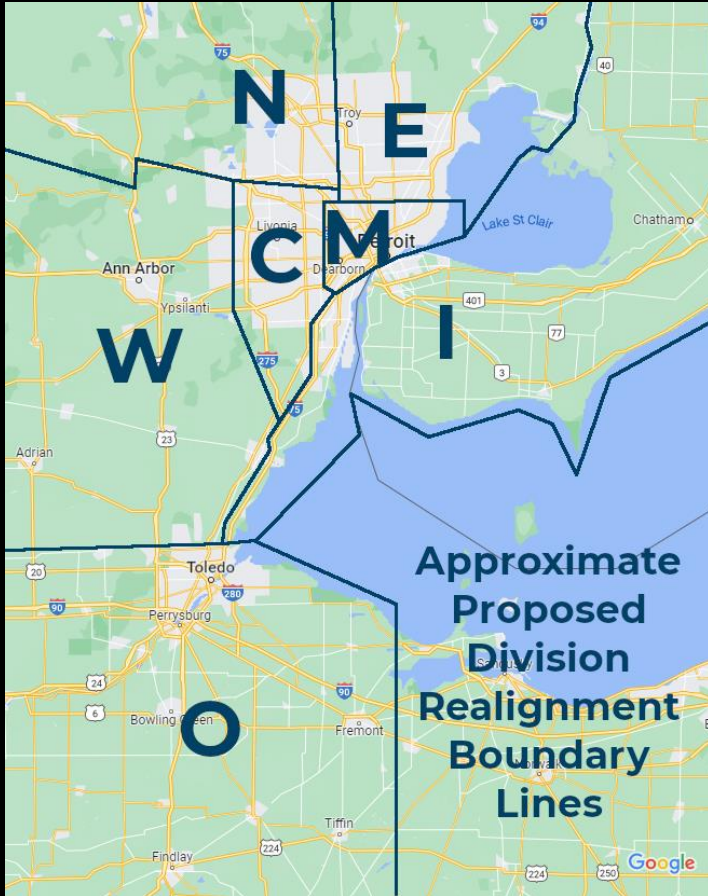 94
75
N
40
E
Troy
Livonia
M
C
Detroit
Lake St Clair
Chatham
Dearborn
Ann Arbor
401
Ypsilanti
I
77
W
275
3
75
23
Adrian
Approximate
Proposed
Division
Realignment
Boundary
Lines
20
Toledo
280
90
Perrysburg
Sandusky
24
90
6
Bowling Green
O
Fremont
Norwalk
Tiffin
224
Findlay
224
250
Google